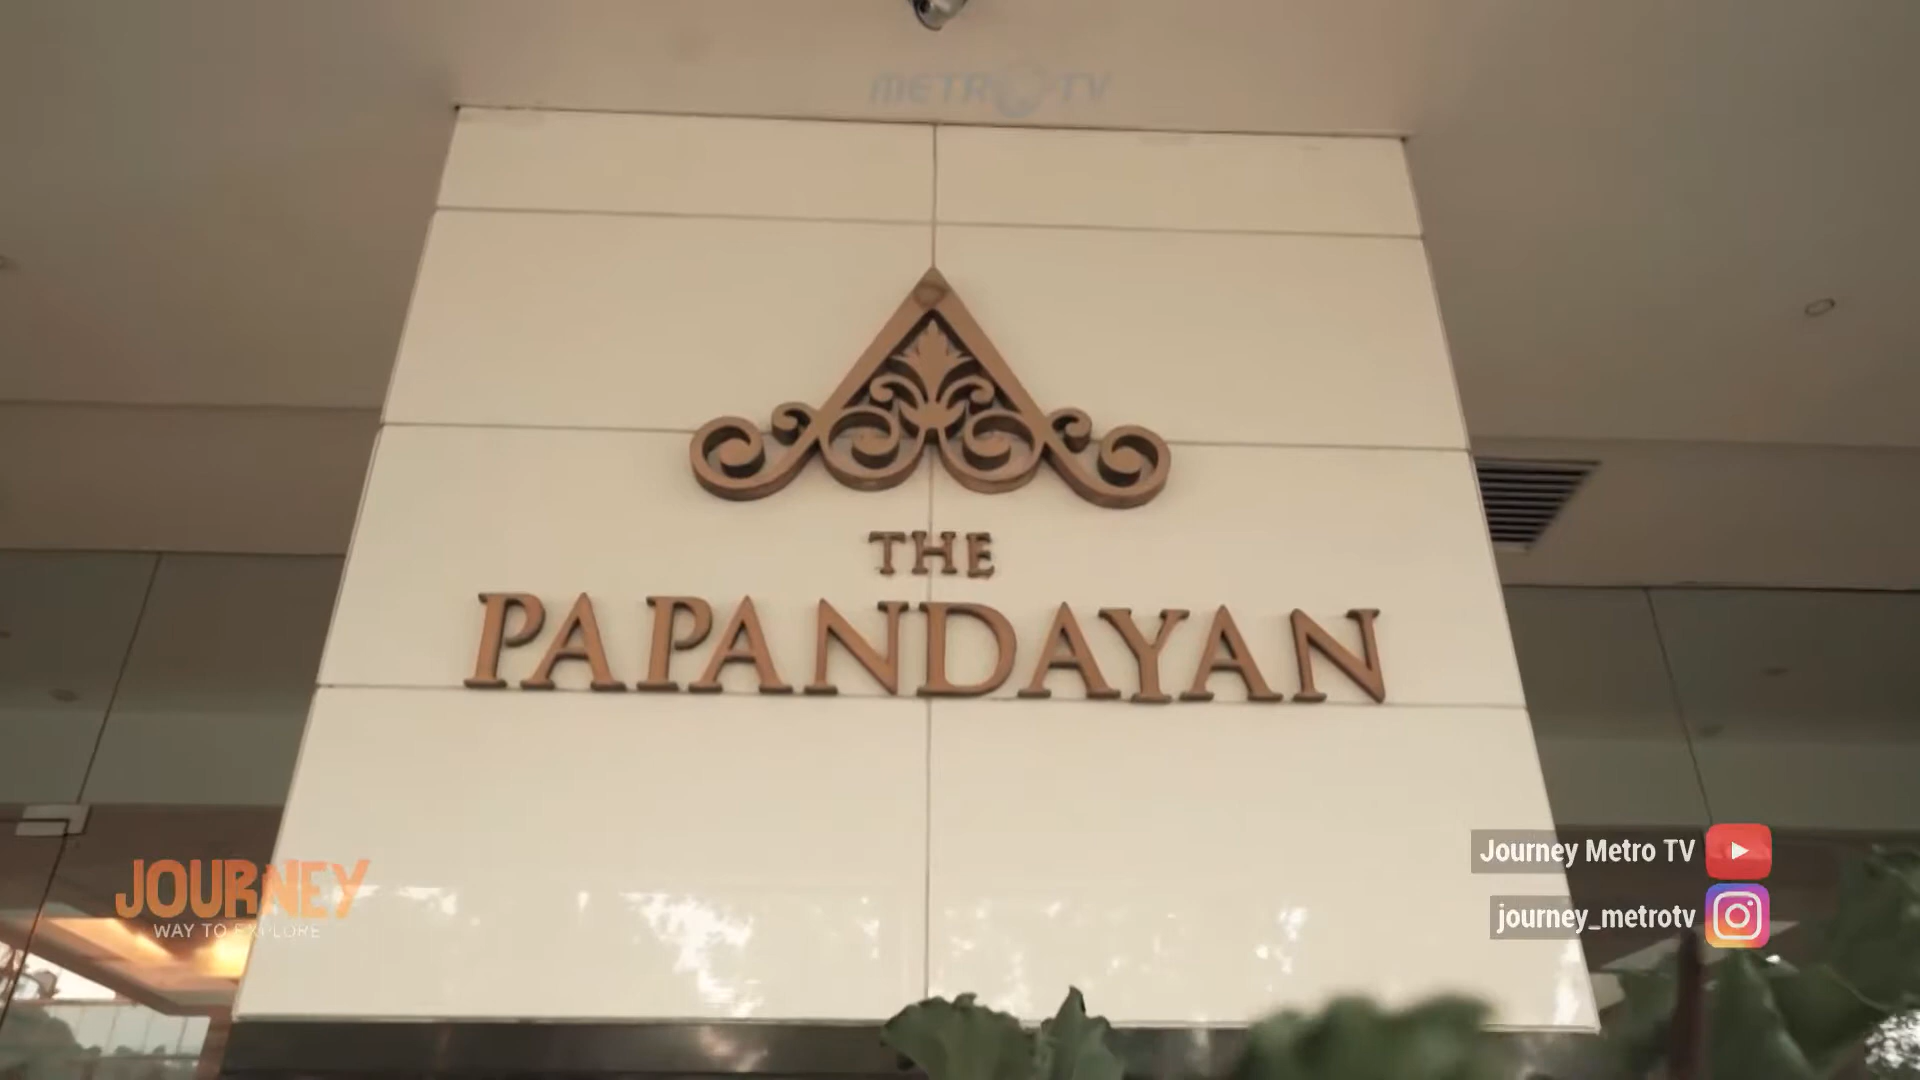 METRO TV
THE
PAPANDAYAN
JOURNEY
WAY TO EXPLORE
Journey Metro TV
journey_metrotv